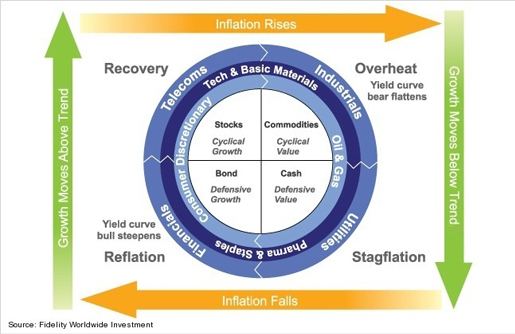 Inflation Rises
Growth Moves Above Trend
Recovery
Overheat
Yield curve
bear flattens
Growth Moves Below Trend
Telecoms
Tech & Basic Materials
Industrials
Consumer Discretionary
Oil & Gas
Stocks
Cyclical
Growth
Commodities
Cyclical
Value
Bond
Defensive
Growth
Cash
Defensive
Value
Financials
Pharma & Staples
Utilities
Yield curve
bull steepens
Reflation
Stagflation
Inflation Falls
Source: Fidelity Worldwide Investment